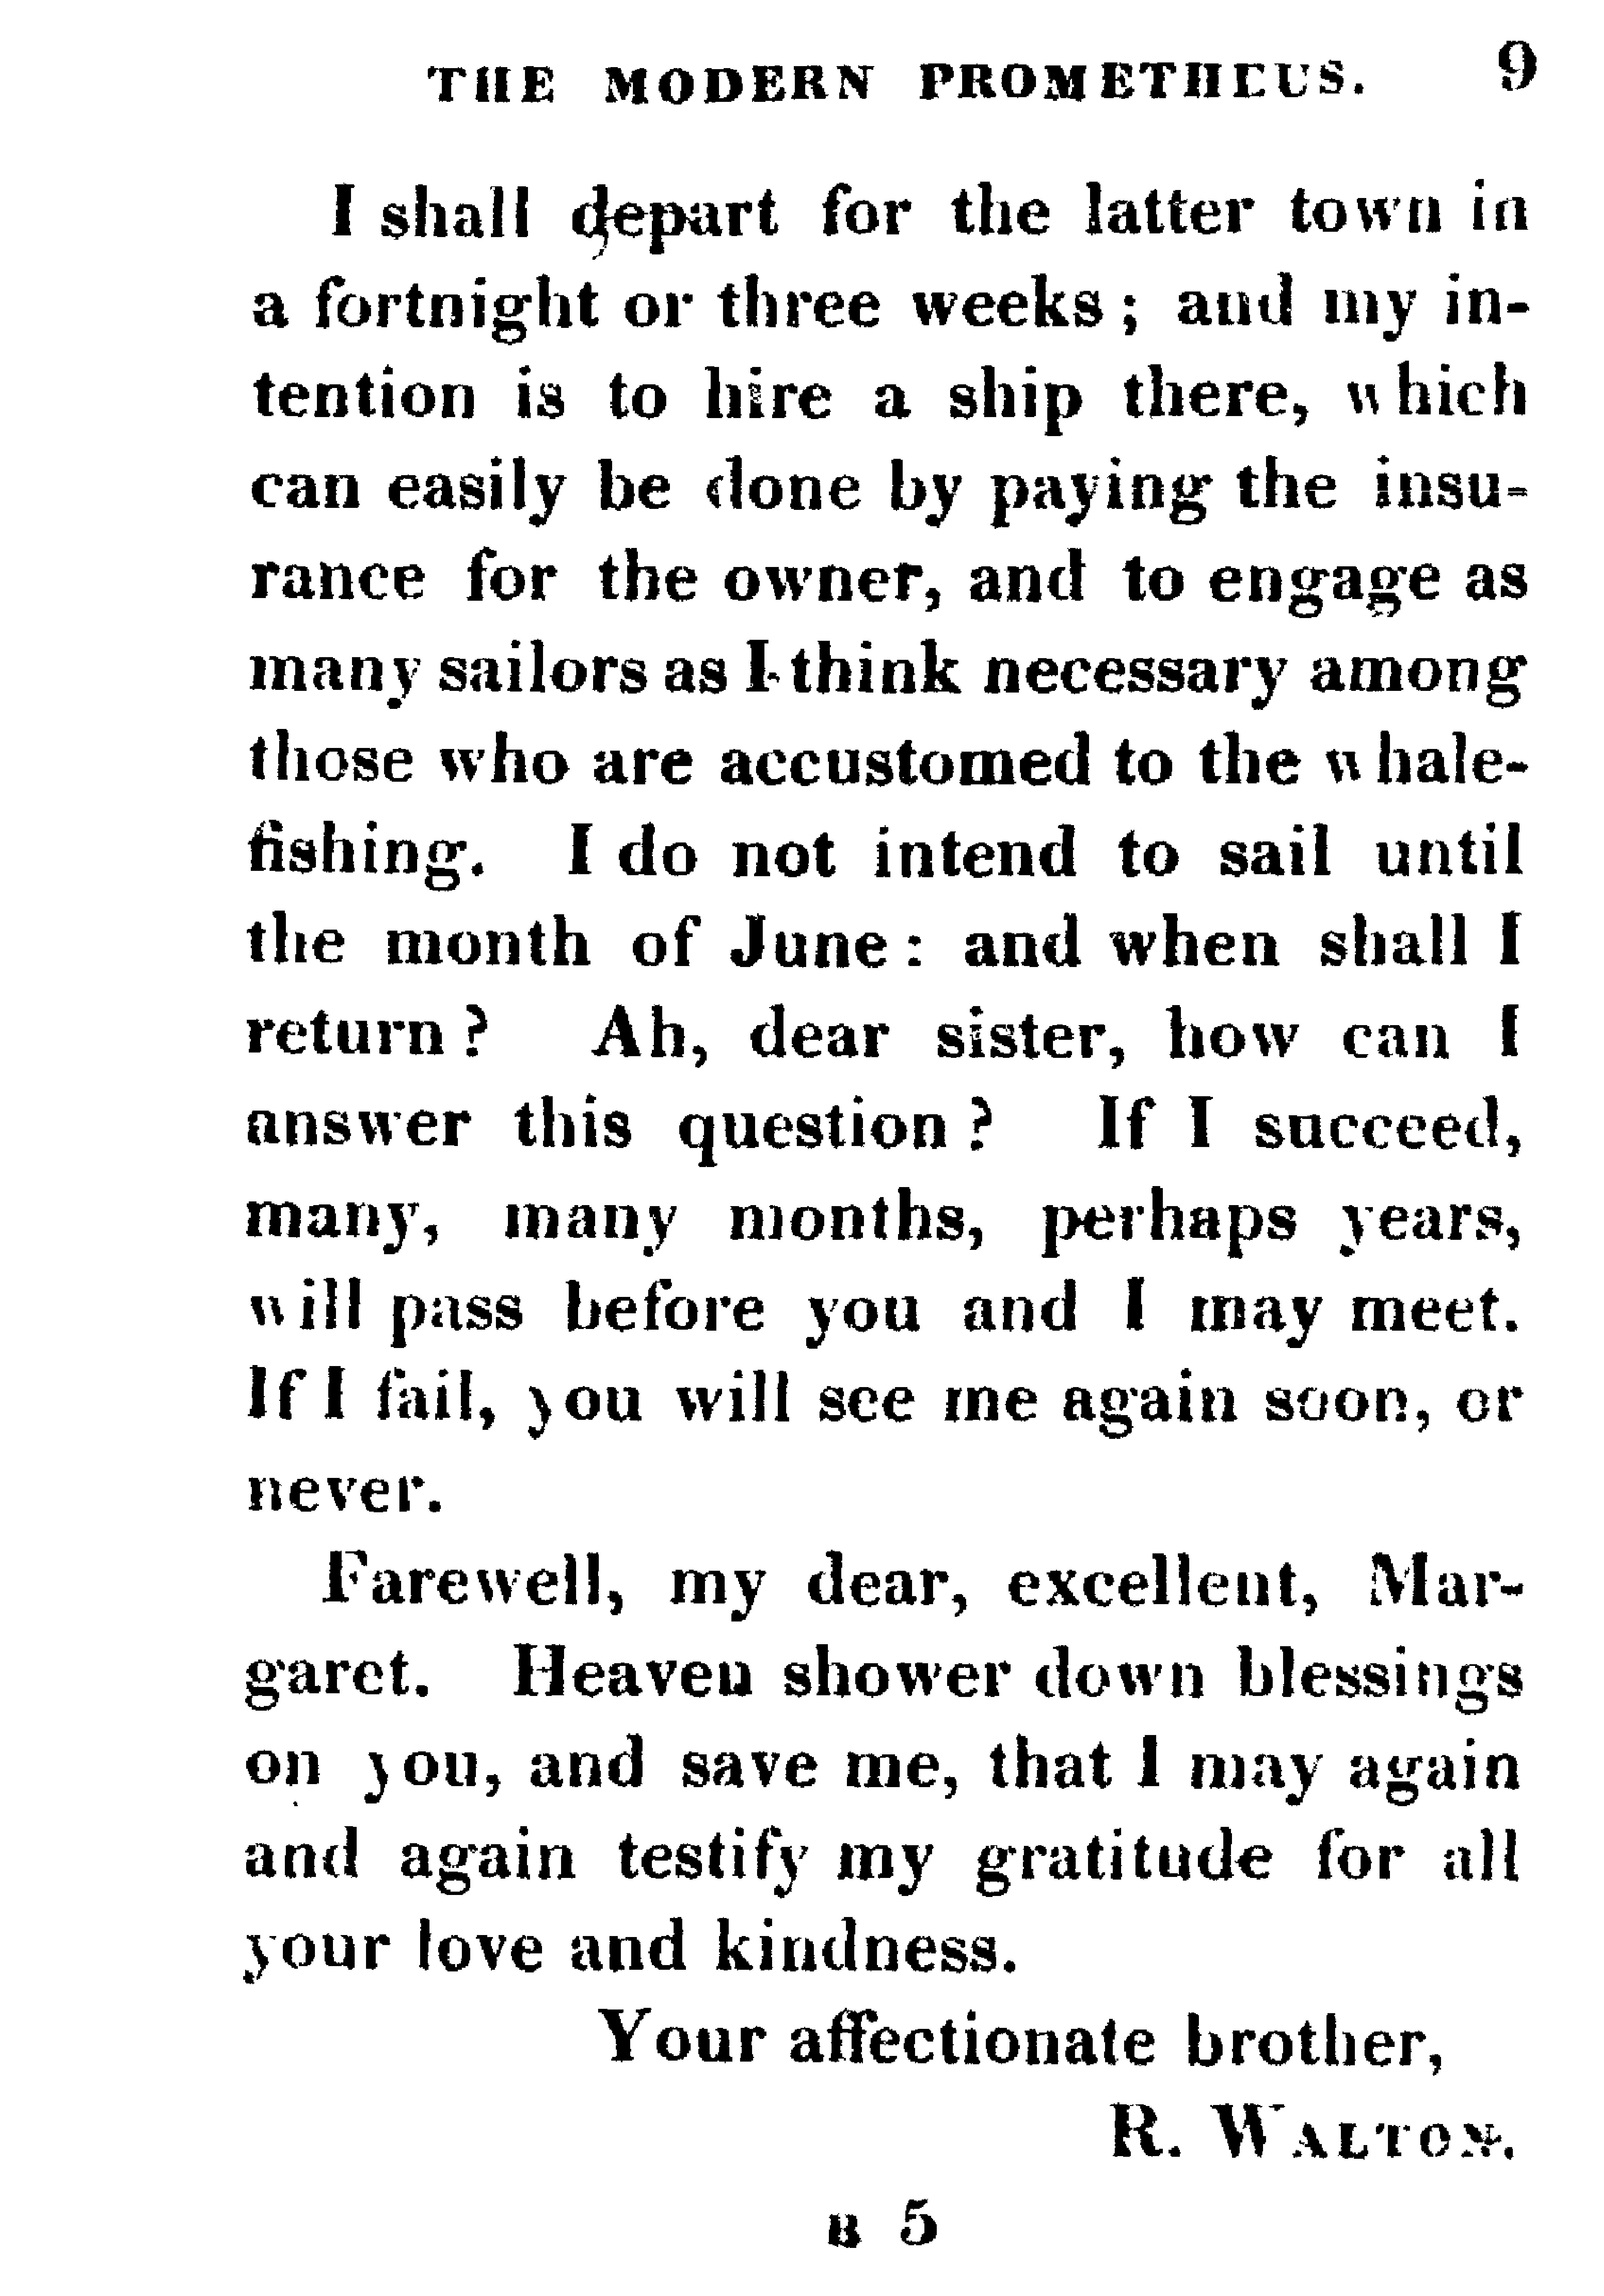 THE MODERN PROMETHEUS. 9
I shall depart for the latter town in
a fortnight or three weeks; and my in-
tention is to hire a ship there, which
can easily be done by paying the insu-
rance for the owner, and to engage as
many sailors as I think necessary among
those who are accustomed to the whale-
fishing. I do not intend to sail until
the month of June: and when shall I
return? Ah, dear sister, how can I
answer this question? If I succeed,
many, many months, perhaps years,
will pass before you and I may meet.
If I fail, you will see me again soon, or
never.
Farewell, my dear, excellent, Mar-
garet. Heaven shower down blessings
on you, and save me, that I may again
and again testify my gratitude for all
your love and kindness.
Your affectionate brother,
R. WALTON.
B 5